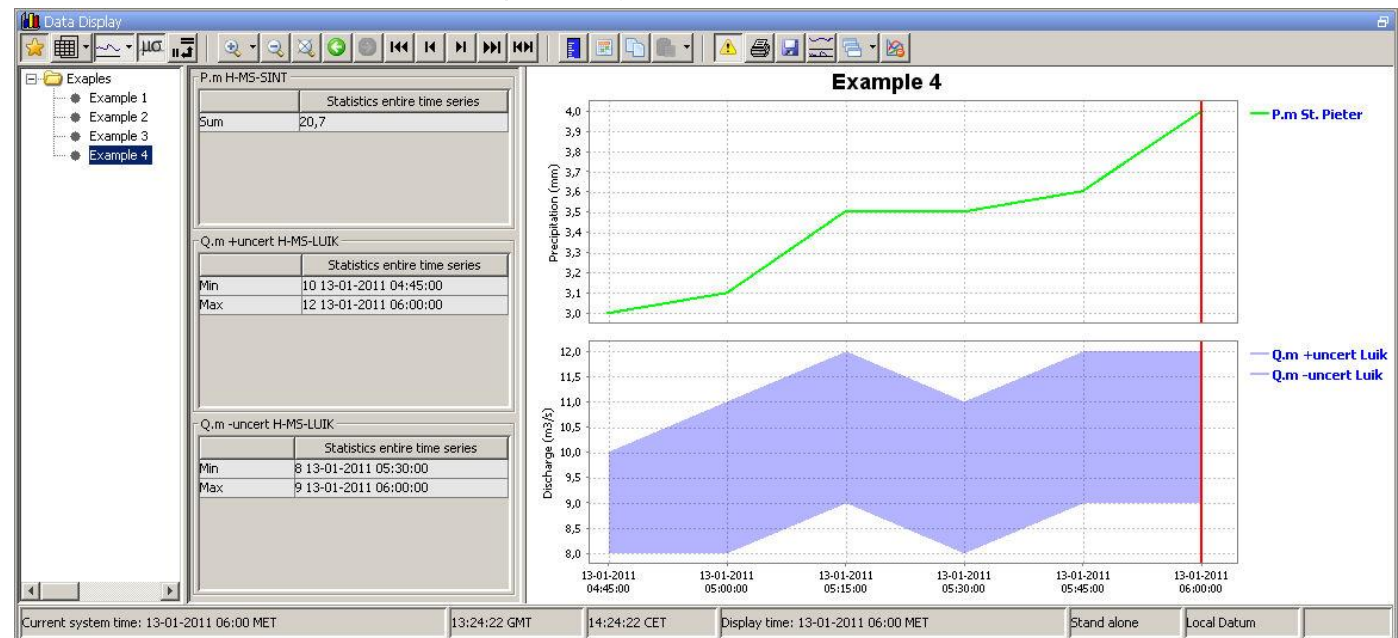 Data Display
µσ
Exaples
Example 1
Example 2
Example 3
Example 4
P.m H-MS-SINT
Statistics entire time series
Sum 20,7
Q.m +uncert H-MS-LUIK
Statistics entire time series
Min 10 13-01-2011 04:45:00
Max 12 13-01-2011 06:00:00
Q.m -uncert H-MS-LUIK
Statistics entire time series
Min 8 13-01-2011 05:30:00
Max 9 13-01-2011 06:00:00
Example 4
Precipitation (mm)
4,0
3,9
3,8
3,7
3,6
3,5
3,4
3,3
3,2
3,1
3,0
P.m St. Pieter
Discharge (m3/s)
12,0
11,5
11,0
10,5
10,0
9,5
9,0
8,5
8,0
Q.m +uncert Luik
Q.m -uncert Luik
13-01-2011 13-01-2011 13-01-2011 13-01-2011 13-01-2011 13-01-2011
04:45:00 05:00:00 05:15:00 05:30:00 05:45:00 06:00:00
Current system time: 13-01-2011 06:00 MET 13:24:22 GMT 14:24:22 CET Display time: 13-01-2011 06:00 MET Stand alone Local Datum